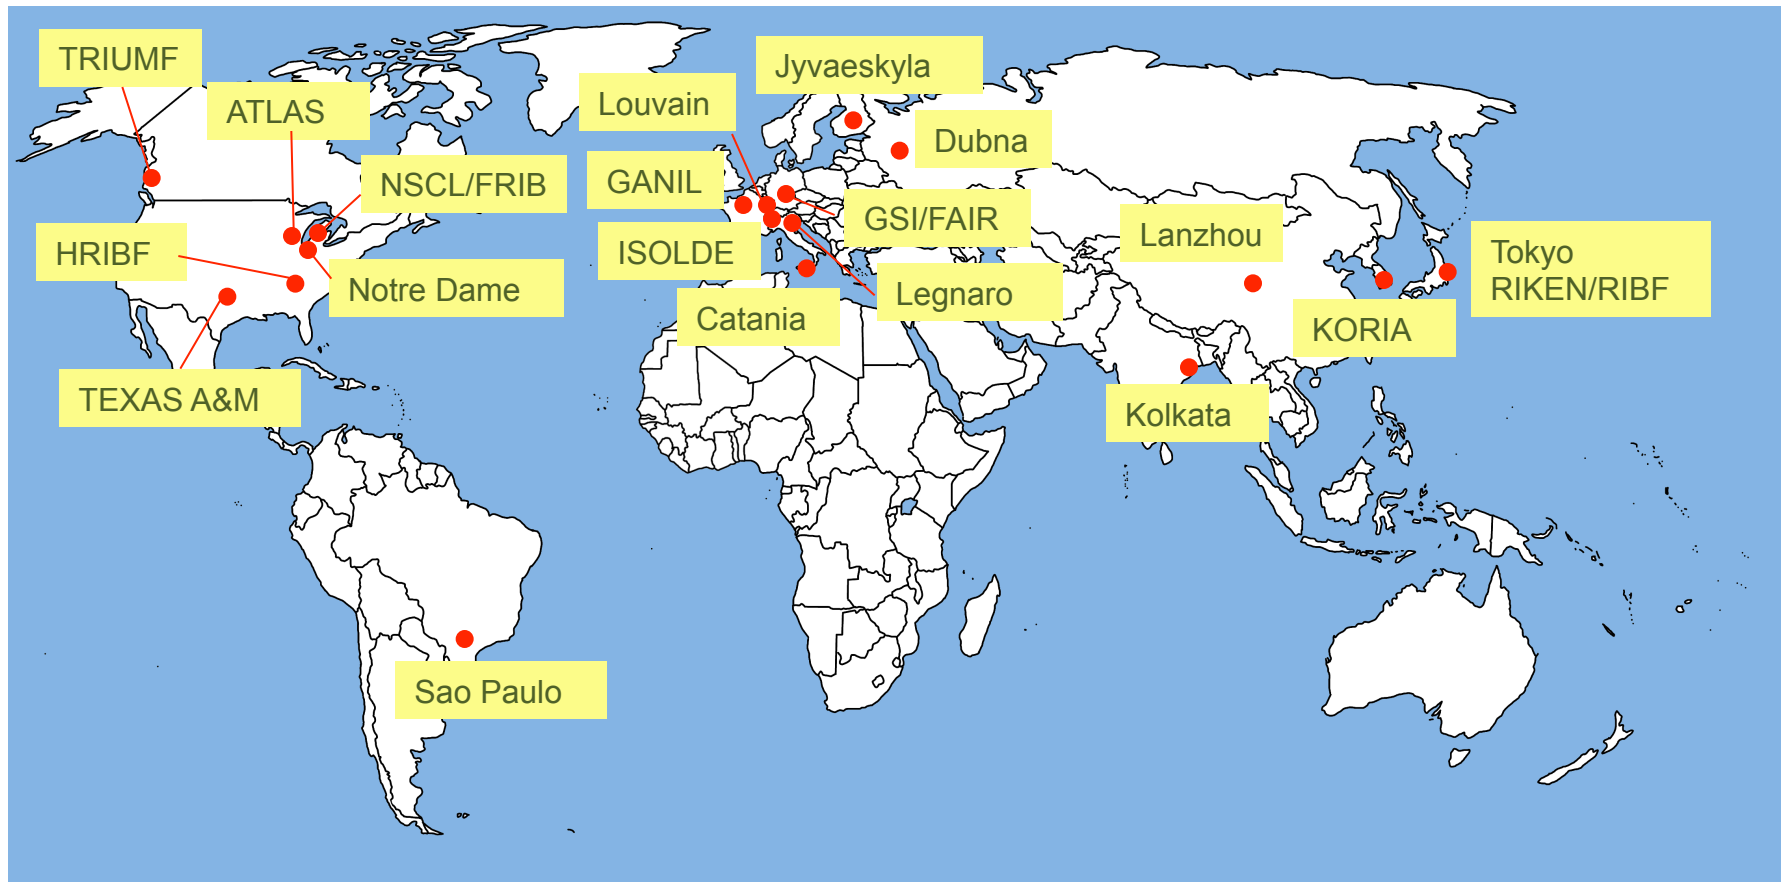 TRIUMF
ATLAS
NSCL/FRIB
HRIBF
Notre Dame
TEXAS A&M
Sao Paulo
Jyvaeskyla
Louvain
Dubna
GANIL
GSI/FAIR
ISOLDE
Legnaro
Catania
Lanzhou
Tokyo
RIKEN/RIBF
KORIA
Kolkata